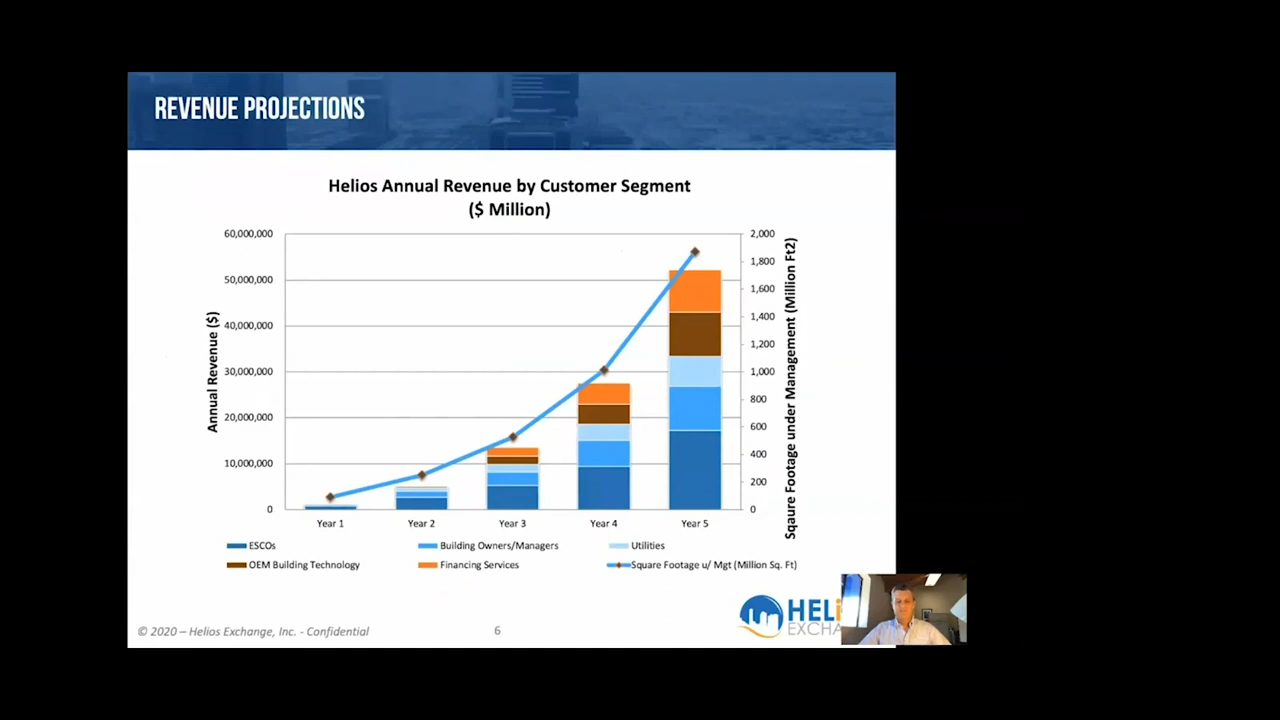 REVENUE PROJECTIONS
Helios Annual Revenue by Customer Segment
($ Million)
60,000,000
50,000,000
40,000,000
30,000,000
20,000,000
10,000,000
0
Annual Revenue ($)
2,000
1,800
1,600
1,400
1,200
1,000
800
600
400
200
0
Sqaure Footage under Management (Million Ft2)
Year 1
Year 2
Year 3
Year 4
Year 5
ESCOs
Building Owners/Managers
Utilities
OEM Building Technology
Financing Services
Square Footage u/ Mgt (Million Sq. Ft)
© 2020 – Helios Exchange, Inc. - Confidential
6
HELi
EXCHA